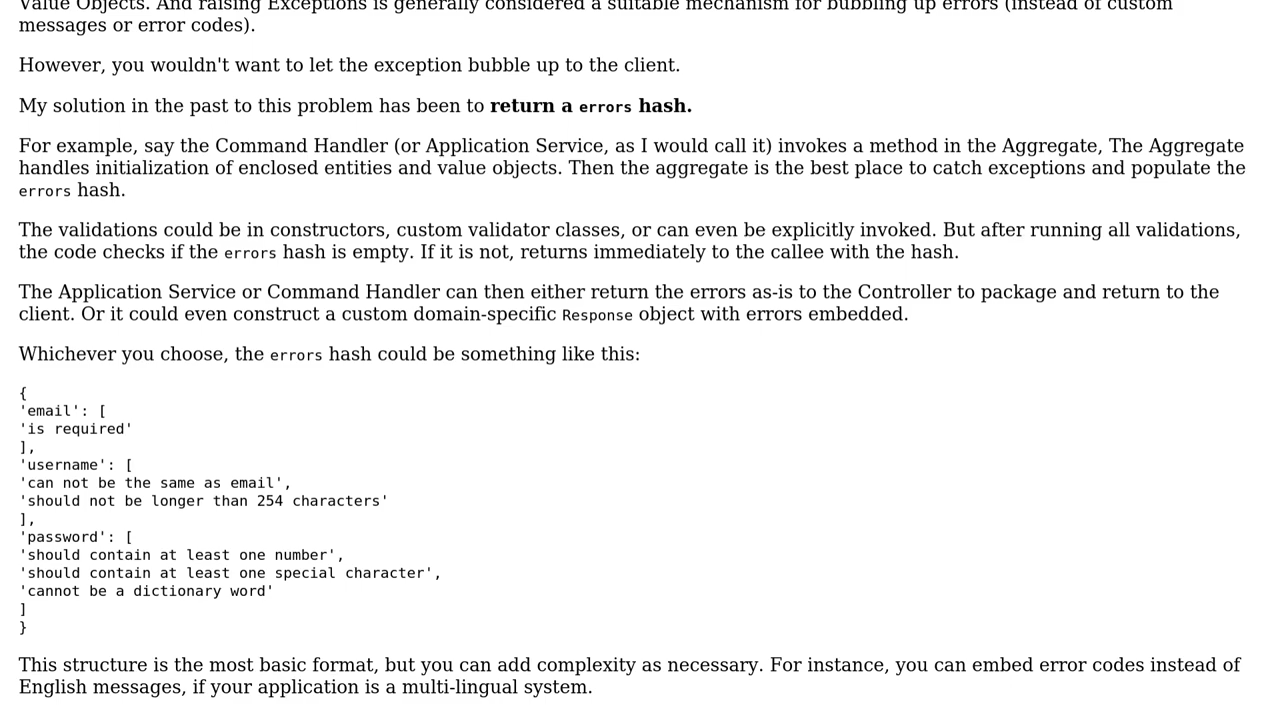 Value Objects. And raising Exceptions is generally considered a suitable mechanism for bubbling up errors (instead of custom
messages or error codes).
However, you wouldn't want to let the exception bubble up to the client.
My solution in the past to this problem has been to return a errors hash.
For example, say the Command Handler (or Application Service, as I would call it) invokes a method in the Aggregate, The Aggregate
handles initialization of enclosed entities and value objects. Then the aggregate is the best place to catch exceptions and populate the
errors hash.
The validations could be in constructors, custom validator classes, or can even be explicitly invoked. But after running all validations,
the code checks if the errors hash is empty. If it is not, returns immediately to the callee with the hash.
The Application Service or Command Handler can then either return the errors as-is to the Controller to package and return to the
client. Or it could even construct a custom domain-specific Response object with errors embedded.
Whichever you choose, the errors hash could be something like this:
{
'email': [
'is required'
],
'username': [
'can not be the same as email',
'should not be longer than 254 characters'
],
'password': [
'should contain at least one number',
'should contain at least one special character',
'cannot be a dictionary word'
]
}
This structure is the most basic format, but you can add complexity as necessary. For instance, you can embed error codes instead of
English messages, if your application is a multi-lingual system.